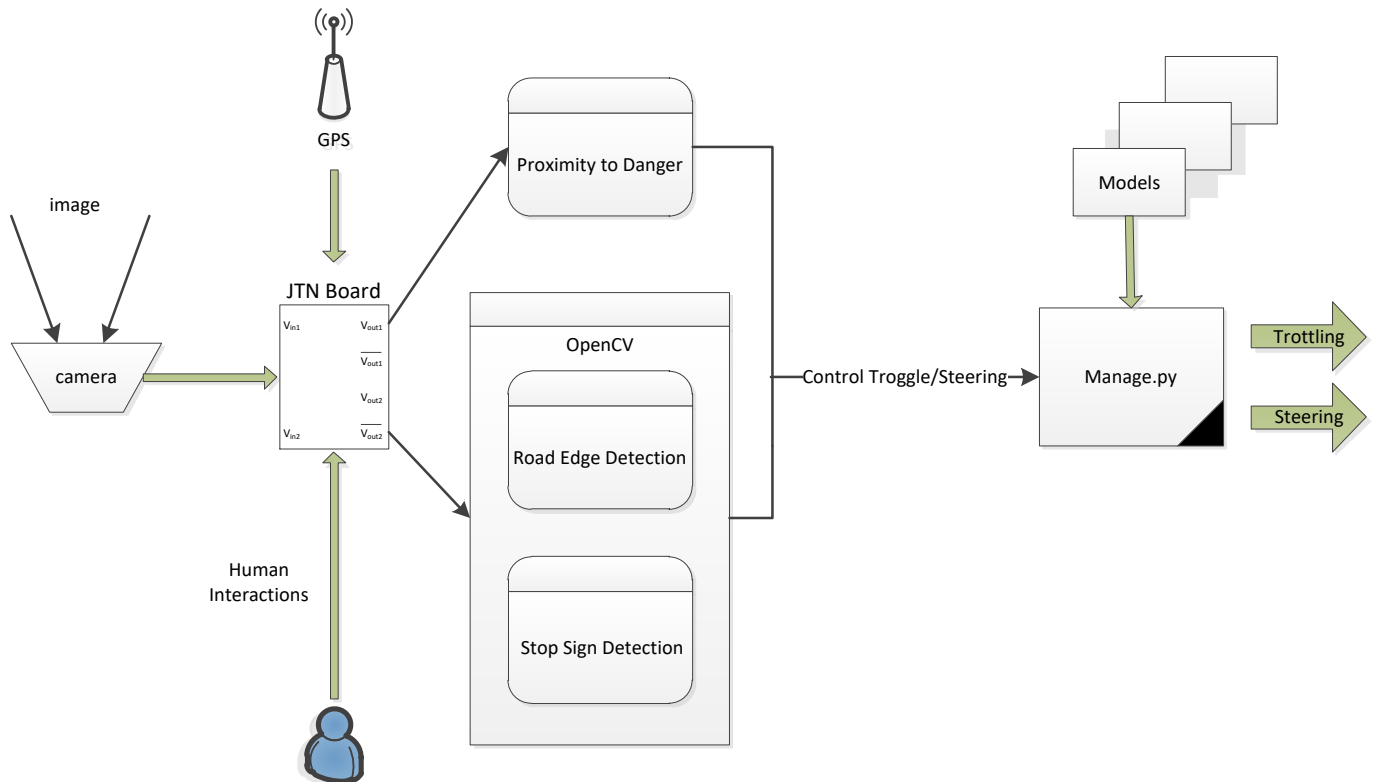 GPS
image
camera
JTN Board
Vin1
Vout1
Vout1
Vout2
Vin2
Vout2
Human
Interactions
Proximity to Danger
OpenCV
Road Edge Detection
Stop Sign Detection
Control Troggle/Steering
Models
Manage.py
Trottling
Steering